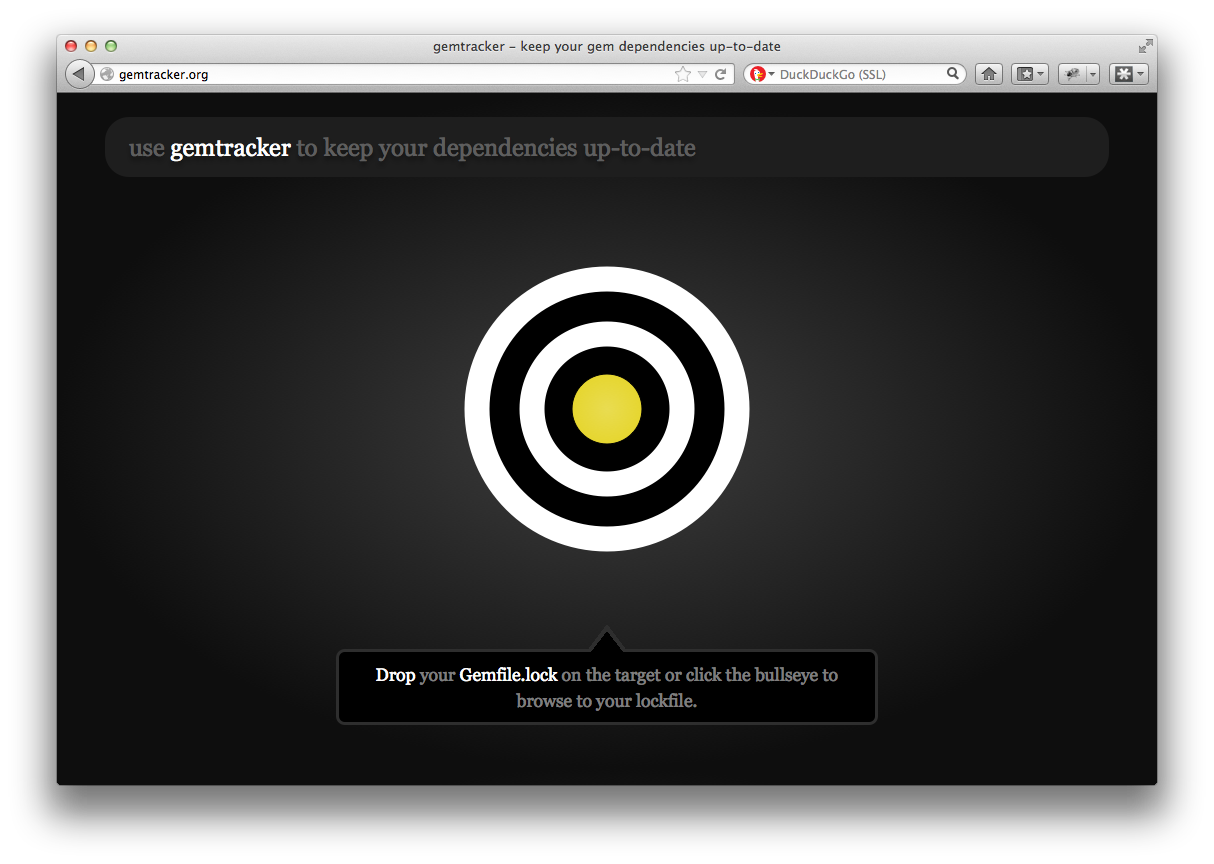 gemtracker – keep your gem dependencies up-to-date
gemtracker.org
DuckDuckGo (SSL)
use gemtracker to keep your dependencies up-to-date
Drop your Gemfile.lock on the target or click the bullseye to
browse to your lockfile.